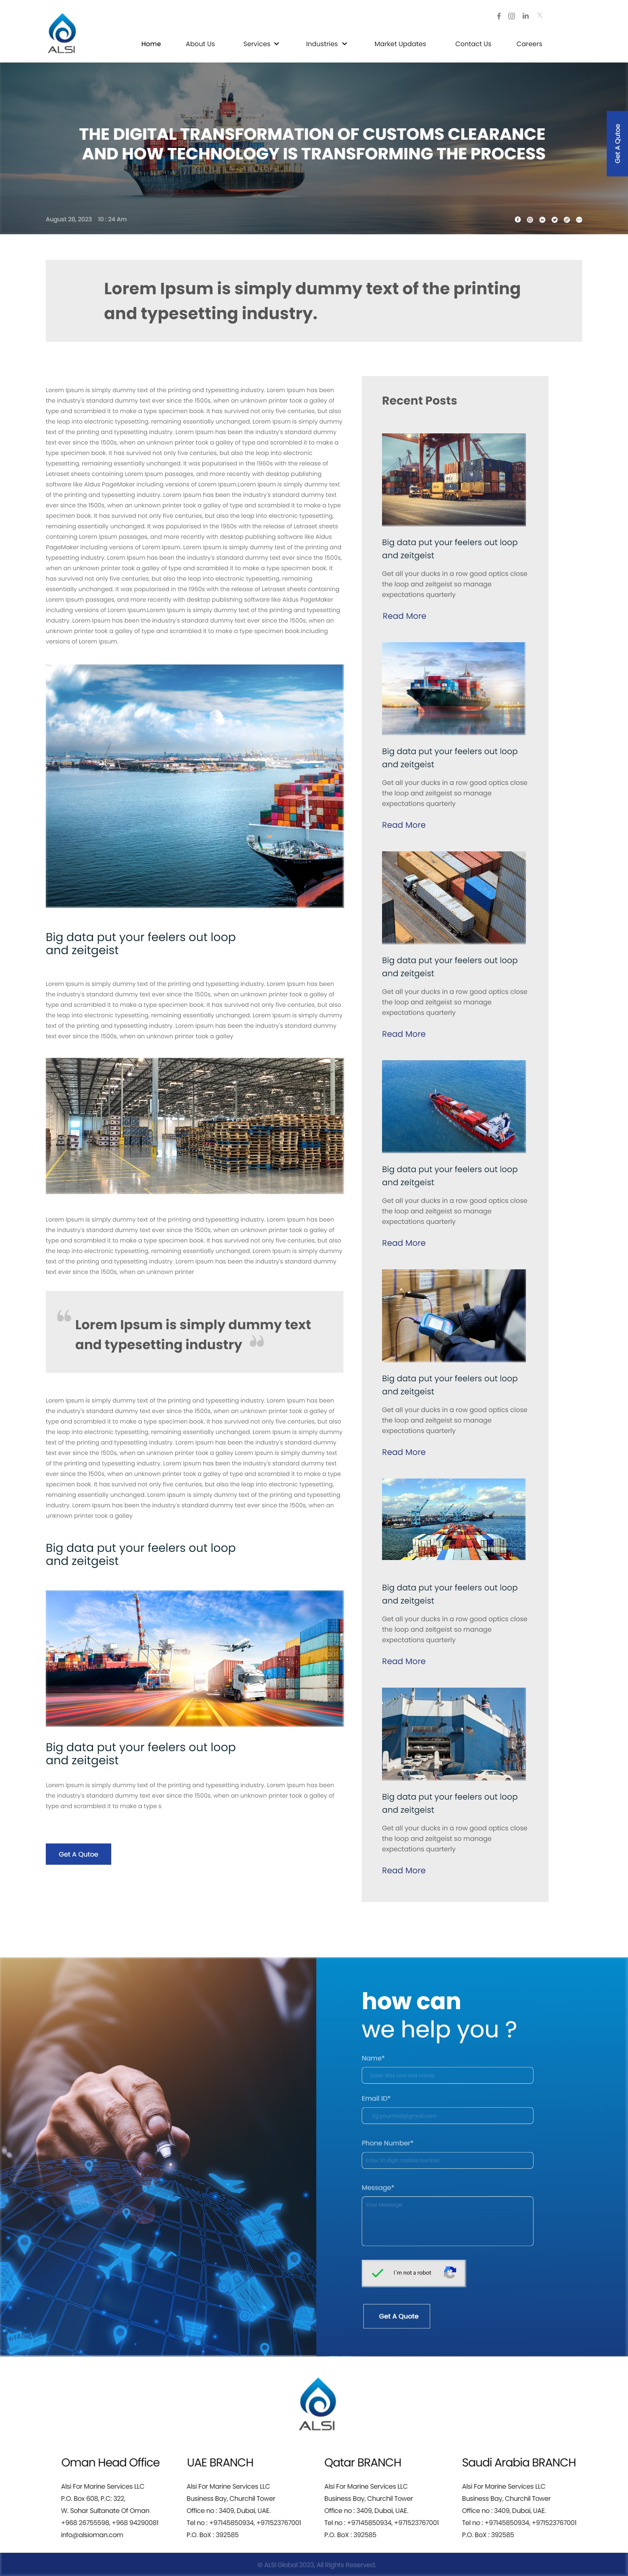 ALSI
Home
About Us
Services
Industries
Market Updates
Contact Us
Careers
THE DIGITAL TRANSFORMATION OF CUSTOMS CLEARANCE
AND HOW TECHNOLOGY IS TRANSFORMING THE PROCESS
Get A Qutoe
August 28, 2023 10 : 24 Am
Lorem Ipsum is simply dummy text of the printing
and typesetting industry.
Lorem Ipsum is simply dummy text of the printing and typesetting industry. Lorem Ipsum has been
the industry's standard dummy text ever since the 1500s, when an unknown printer took a galley of
type and scrambled it to make a type specimen book. It has survived not only five centuries, but also
the leap into electronic typesetting, remaining essentially unchanged. Lorem Ipsum is simply dummy
text of the printing and typesetting industry. Lorem Ipsum has been the industry's standard dummy
text ever since the 1500s, when an unknown printer took a galley of type and scrambled it to make a
type specimen book. It has survived not only five centuries, but also the leap into electronic
typesetting, remaining essentially unchanged. It was popularised in the 1960s with the release of
Letraset sheets containing Lorem Ipsum passages, and more recently with desktop publishing
software like Aldus PageMaker including versions of Lorem Ipsum.Lorem Ipsum is simply dummy text
of the printing and typesetting industry. Lorem Ipsum has been the industry's standard dummy text
ever since the 1500s, when an unknown printer took a galley of type and scrambled it to make a type
specimen book. It has survived not only five centuries, but also the leap into electronic typesetting,
remaining essentially unchanged. It was popularised in the 1960s with the release of Letraset sheets
containing Lorem Ipsum passages, and more recently with desktop publishing software like Aldus
PageMaker including versions of Lorem Ipsum. Lorem Ipsum is simply dummy text of the printing and
typesetting industry. Lorem Ipsum has been the industry's standard dummy text ever since the 1500s,
when an unknown printer took a galley of type and scrambled it to make a type specimen book. It
has survived not only five centuries, but also the leap into electronic typesetting, remaining
essentially unchanged. It was popularised in the 1960s with the release of Letraset sheets containing
Lorem Ipsum passages, and more recently with desktop publishing software like Aldus PageMaker
including versions of Lorem Ipsum.Lorem Ipsum is simply dummy text of the printing and typesetting
industry. Lorem Ipsum has been the industry's standard dummy text ever since the 1500s, when an
unknown printer took a galley of type and scrambled it to make a type specimen book.including
versions of Lorem Ipsum.
Big data put your feelers out loop
and zeitgeist
Lorem Ipsum is simply dummy text of the printing and typesetting industry. Lorem Ipsum has been
the industry's standard dummy text ever since the 1500s, when an unknown printer took a galley of
type and scrambled it to make a type specimen book. It has survived not only five centuries, but also
the leap into electronic typesetting, remaining essentially unchanged. Lorem Ipsum is simply dummy
text of the printing and typesetting industry. Lorem Ipsum has been the industry's standard dummy
text ever since the 1500s, when an unknown printer took a galley
Lorem Ipsum is simply dummy text of the printing and typesetting industry. Lorem Ipsum has been
the industry's standard dummy text ever since the 1500s, when an unknown printer took a galley of
type and scrambled it to make a type specimen book. It has survived not only five centuries, but also
the leap into electronic typesetting, remaining essentially unchanged. Lorem Ipsum is simply dummy
text of the printing and typesetting industry. Lorem Ipsum has been the industry's standard dummy
text ever since the 1500s, when an unknown printer
“ Lorem Ipsum is simply dummy text
and typesetting industry ”
Lorem Ipsum is simply dummy text of the printing and typesetting industry. Lorem Ipsum has been
the industry's standard dummy text ever since the 1500s, when an unknown printer took a galley of
type and scrambled it to make a type specimen book. It has survived not only five centuries, but also
the leap into electronic typesetting, remaining essentially unchanged. Lorem Ipsum is simply dummy
text of the printing and typesetting industry. Lorem Ipsum has been the industry's standard dummy
text ever since the 1500s, when an unknown printer took a galley Lorem Ipsum is simply dummy text
of the printing and typesetting industry. Lorem Ipsum has been the industry's standard dummy text
ever since the 1500s, when an unknown printer took a galley of type and scrambled it to make a type
specimen book. It has survived not only five centuries, but also the leap into electronic typesetting,
remaining essentially unchanged. Lorem Ipsum is simply dummy text of the printing and typesetting
industry. Lorem Ipsum has been the industry's standard dummy text ever since the 1500s, when an
unknown printer took a galley
Big data put your feelers out loop
and zeitgeist
Big data put your feelers out loop
and zeitgeist
Lorem Ipsum is simply dummy text of the printing and typesetting industry. Lorem Ipsum has been
the industry's standard dummy text ever since the 1500s, when an unknown printer took a galley of
type and scrambled it to make a type s
Get A Qutoe
Recent Posts
Big data put your feelers out loop
and zeitgeist
Get all your ducks in a row good optics close
the loop and zeitgeist so manage
expectations quarterly
Read More
Big data put your feelers out loop
and zeitgeist
Get all your ducks in a row good optics close
the loop and zeitgeist so manage
expectations quarterly
Read More
Big data put your feelers out loop
and zeitgeist
Get all your ducks in a row good optics close
the loop and zeitgeist so manage
expectations quarterly
Read More
Big data put your feelers out loop
and zeitgeist
Get all your ducks in a row good optics close
the loop and zeitgeist so manage
expectations quarterly
Read More
Big data put your feelers out loop
and zeitgeist
Get all your ducks in a row good optics close
the loop and zeitgeist so manage
expectations quarterly
Read More
Big data put your feelers out loop
and zeitgeist
Get all your ducks in a row good optics close
the loop and zeitgeist so manage
expectations quarterly
Read More
Big data put your feelers out loop
and zeitgeist
Get all your ducks in a row good optics close
the loop and zeitgeist so manage
expectations quarterly
Read More
how can
we help you ?
Name*
Email ID*
Phone Number*
Message*
Your Message
I'm not a robot
Get A Quote
ALSI
Oman Head Office
Alsi For Marine Services LLC
P.O. Box 608, P.C: 322,
W. Sohar Sultanate Of Oman
+968 26755598, +968 94290081
info@alsioman.com
UAE BRANCH
Alsi For Marine Services LLC
Business Bay, Churchil Tower
Office no : 3409, Dubai, UAE.
Tel no : +97145850934, +971523767001
P.O. BoX : 392585
Qatar BRANCH
Alsi For Marine Services LLC
Business Bay, Churchil Tower
Office no : 3409, Dubai, UAE.
Tel no : +97145850934, +971523767001
P.O. BoX : 392585
Saudi Arabia BRANCH
Alsi For Marine Services LLC
Business Bay, Churchil Tower
Office no : 3409, Dubai, UAE.
Tel no : +97145850934, +971523767001
P.O. BoX : 392585
© ALSI Global 2023, All Rights Reserved.